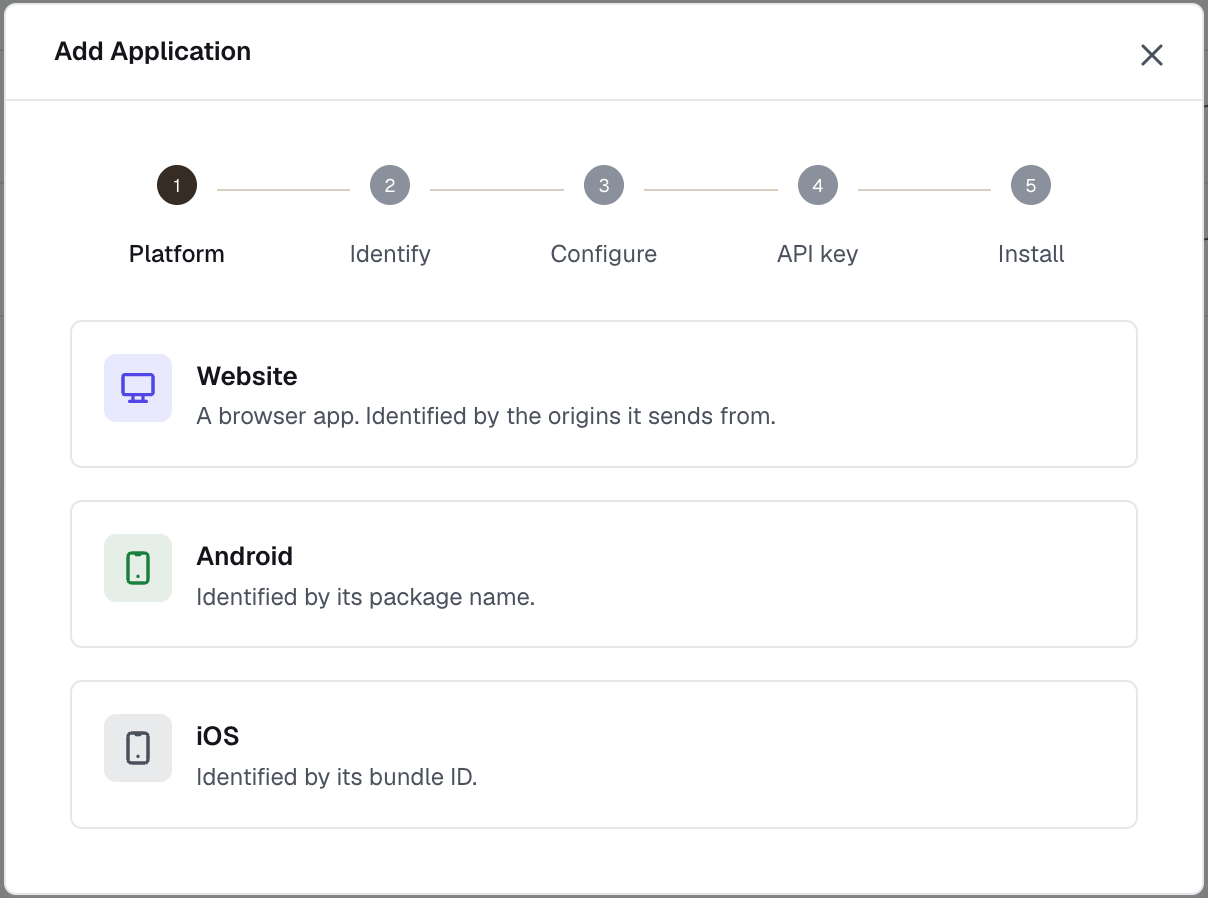 Add Application
1
2
3
4
5
Platform
Identify
Configure
API key
Install
Website
A browser app. Identified by the origins it sends from.
Android
Identified by its package name.
iOS
Identified by its bundle ID.